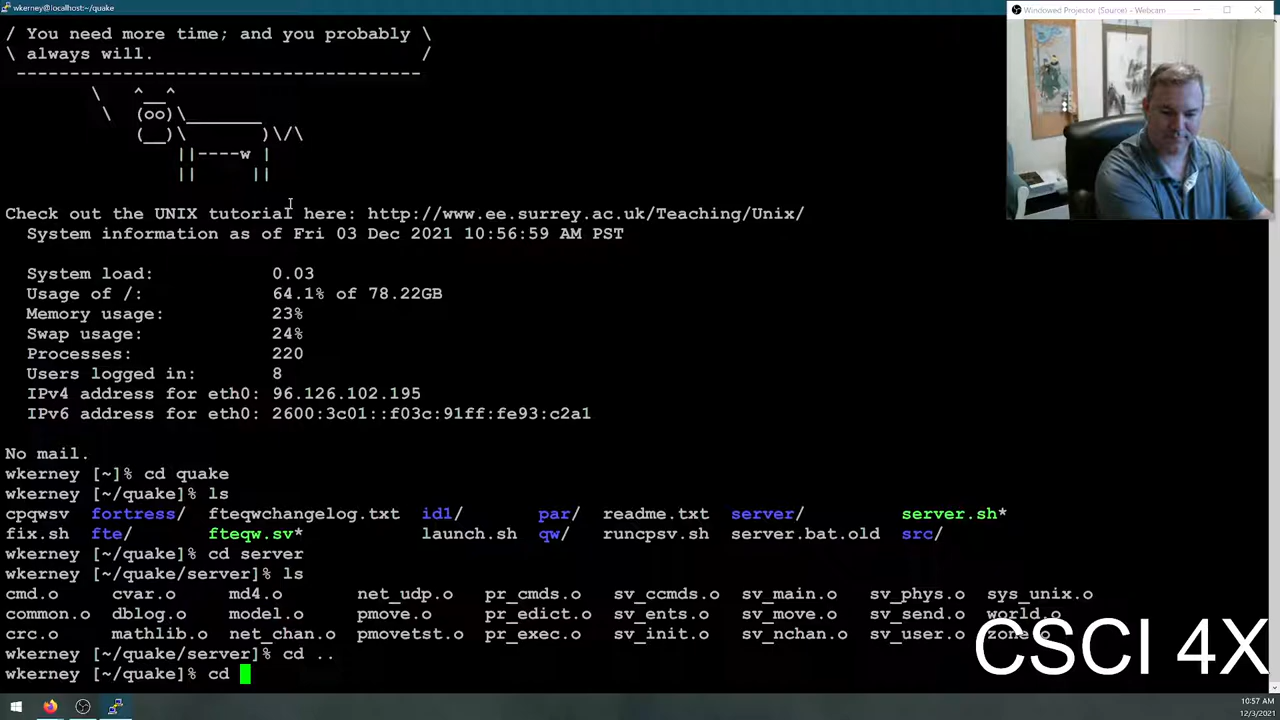 wkerney@localhost:~/quake
Windowed Projector (Source) - Webcam
/ You need more time; and you probably \
\ always will. /
--------------------------------------
\ ^__^
\ (oo)\_______
(__)\ )\/\
||----w |
|| ||
Check out the UNIX tutorial here: http://www.ee.surrey.ac.uk/Teaching/Unix/
System information as of Fri 03 Dec 2021 10:56:59 AM PST
System load: 0.03
Usage of /: 64.1% of 78.22GB
Memory usage: 23%
Swap usage: 24%
Processes: 220
Users logged in: 8
IPv4 address for eth0: 96.126.102.195
IPv6 address for eth0: 2600:3c01::f03c:91ff:fe93:c2a1
No mail.
wkerney [~]% cd quake
wkerney [~/quake]% ls
cpqwsv fortress/ fteqwchangelog.txt id1/ par/ readme.txt server/ server.sh*
fix.sh fte/ fteqw.sv* launch.sh qw/ runcpsv.sh server.bat.old src/
wkerney [~/quake]% cd server
wkerney [~/quake/server]% ls
cmd.o cvar.o md4.o net_udp.o pr_cmds.o sv_ccmds.o sv_main.o sv_phys.o sys_unix.o
common.o dblog.o model.o pmove.o pr_edict.o sv_ents.o sv_move.o sv_send.o world.o
crc.o mathlib.o net_chan.o pmovetst.o pr_exec.o sv_init.o sv_nchan.o sv_user.o zone.o
wkerney [~/quake/server]% cd ..
wkerney [~/quake]% cd
CSCI 4X
10:57 AM
12/3/2021